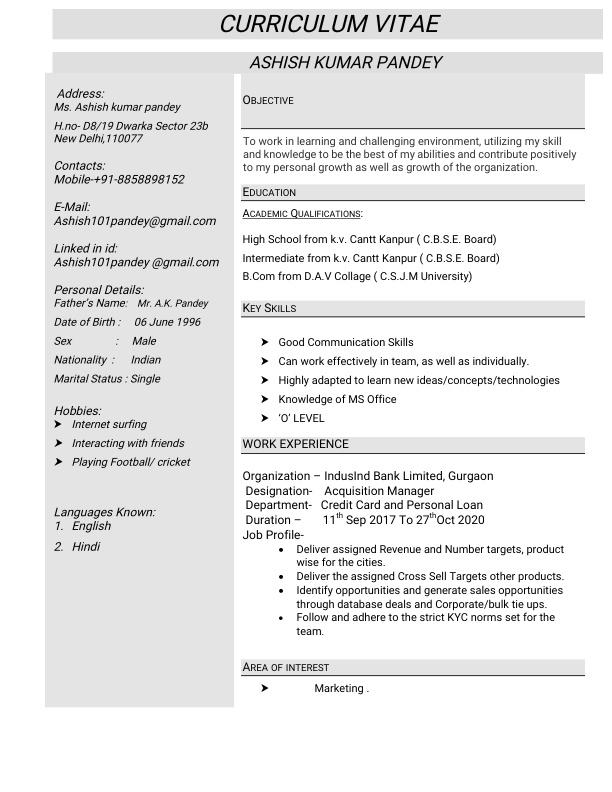 CURRICULUM VITAE
ASHISH KUMAR PANDEY
Address:
Ms. Ashish kumar pandey
H.no- D8/19 Dwarka Sector 23b
New Delhi,110077
Contacts:
Mobile-+91-8858898152
E-Mail:
Ashish101pandey@gmail.com
Linked in id:
Ashish101pandey @gmail.com
Personal Details:
Father's Name: Mr. A.K. Pandey
Date of Birth : 06 June 1996
Sex : Male
Nationality : Indian
Marital Status : Single
Hobbies:
➤ Internet surfing
➤ Interacting with friends
➤ Playing Football/ cricket
Languages Known:
1. English
2. Hindi
OBJECTIVE
To work in learning and challenging environment, utilizing my skill
and knowledge to be the best of my abilities and contribute positively
to my personal growth as well as growth of the organization.
EDUCATION
ACADEMIC QUALIFICATIONS:
High School from k.v. Cantt Kanpur ( C.B.S.E. Board)
Intermediate from k.v. Cantt Kanpur ( C.B.S.E. Board)
B.Com from D.A.V Collage ( C.S.J.M University)
KEY SKILLS
➤ Good Communication Skills
➤ Can work effectively in team, as well as individually.
➤ Highly adapted to learn new ideas/concepts/technologies
➤ Knowledge of MS Office
➤ 'O' LEVEL
WORK EXPERIENCE
Organization – IndusInd Bank Limited, Gurgaon
Designation- Acquisition Manager
Department- Credit Card and Personal Loan
Duration – 11th Sep 2017 To 27thOct 2020
Job Profile-
• Deliver assigned Revenue and Number targets, product
wise for the cities.
• Deliver the assigned Cross Sell Targets other products.
• Identify opportunities and generate sales opportunities
through database deals and Corporate/bulk tie ups.
• Follow and adhere to the strict KYC norms set for the
team.
AREA OF INTEREST
➤ Marketing .